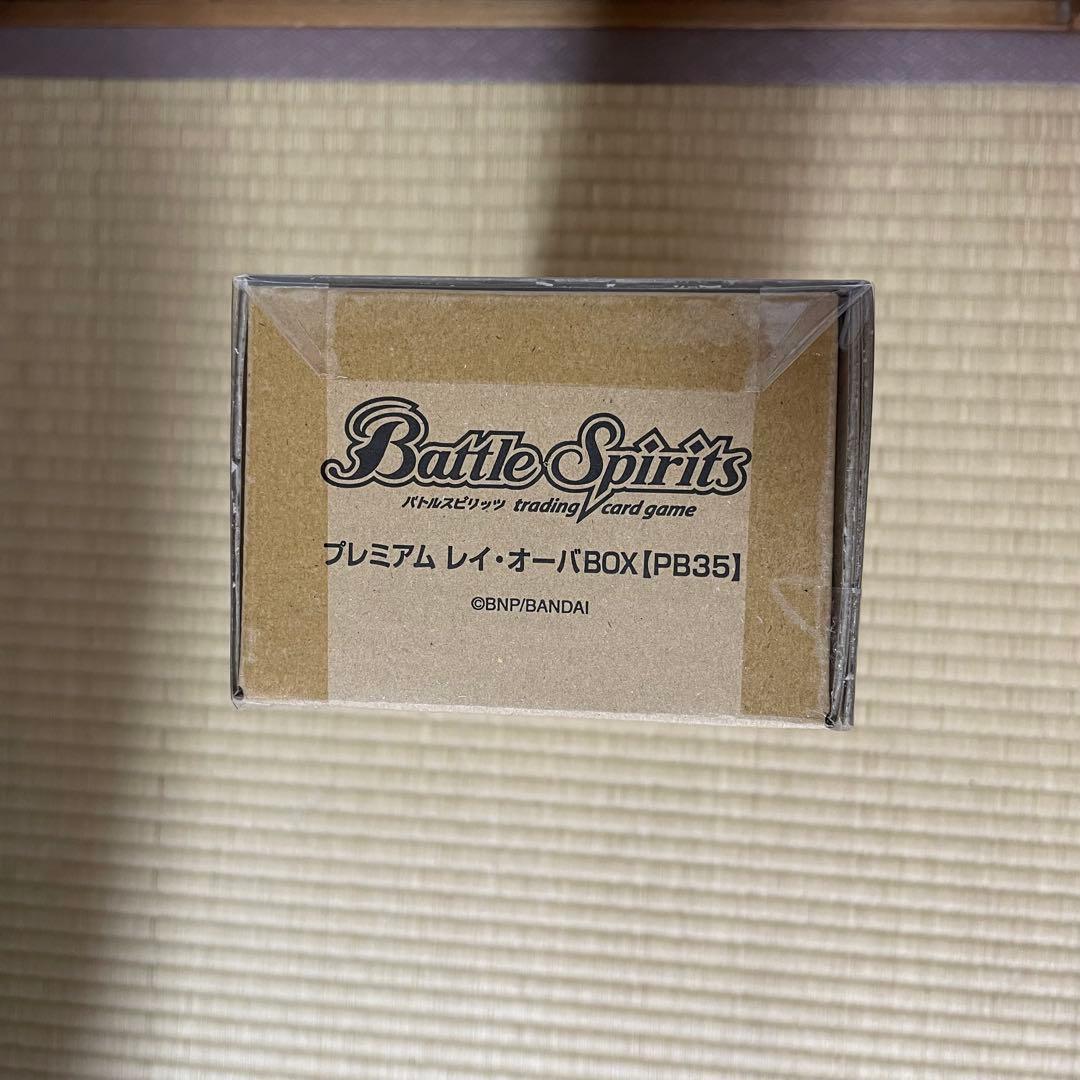 Battle Spirits
バトルスピリッツ trading card game
プレミアム レイ・オーバBOX【PB35】
©BNP/BANDAI